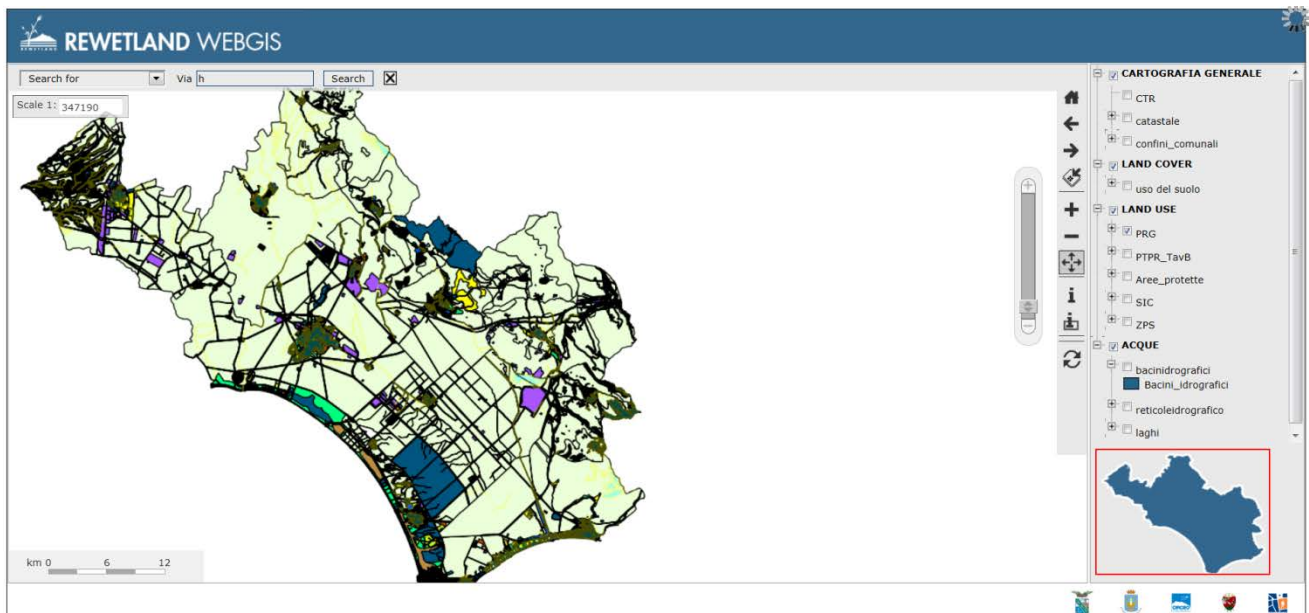 REWETLAND WEBGIS
Search for Via h Search
Scale 1: 347190
CARTOGRAFIA GENERALE
CTR
catastale
confini_comunali
LAND COVER
uso del suolo
LAND USE
PRG
PTPR_TavB
Aree_protette
SIC
ZPS
ACQUE
bacinidrografici
Bacini_idrografici
reticoleidrografico
laghi
km 0 6 12